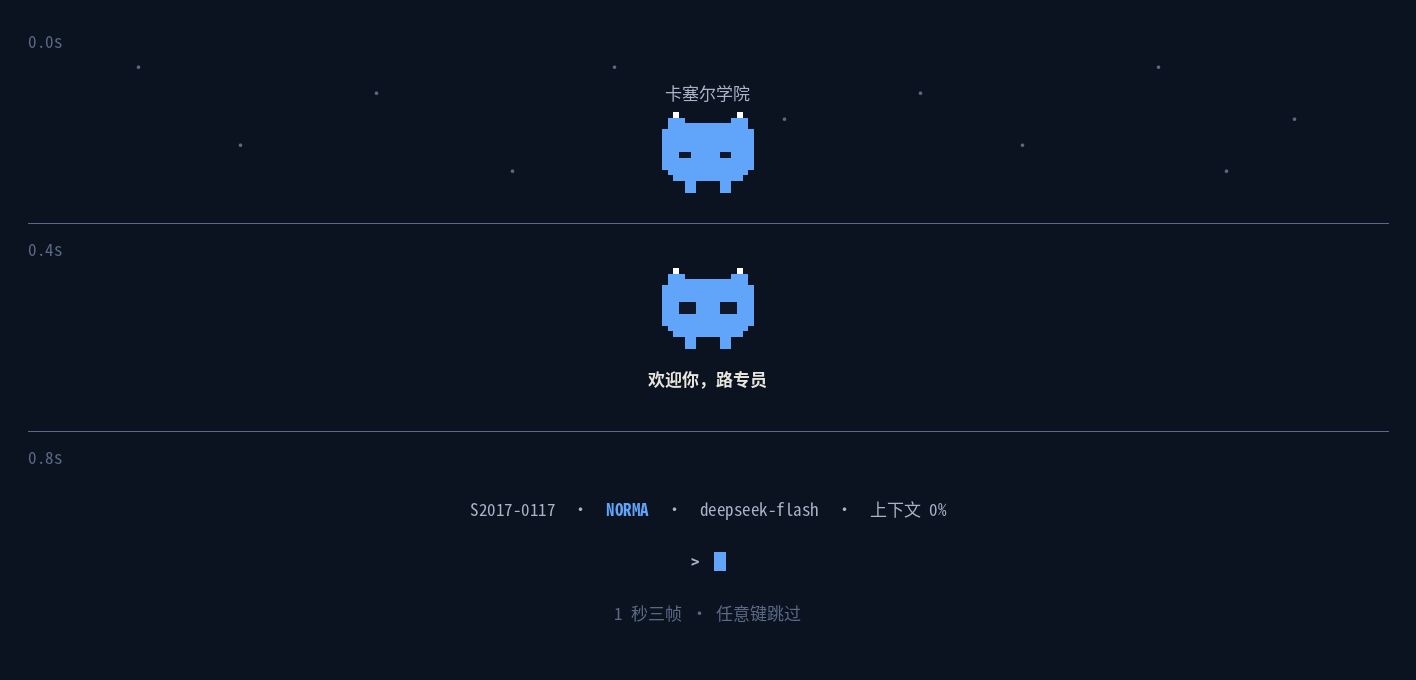 0.0s
卡塞尔学院
0.4s
欢迎你，路专员
0.8s
S2017-0117 · NORMA · deepseek-flash · 上下文 0%
>
1 秒三帧 · 任意键跳过